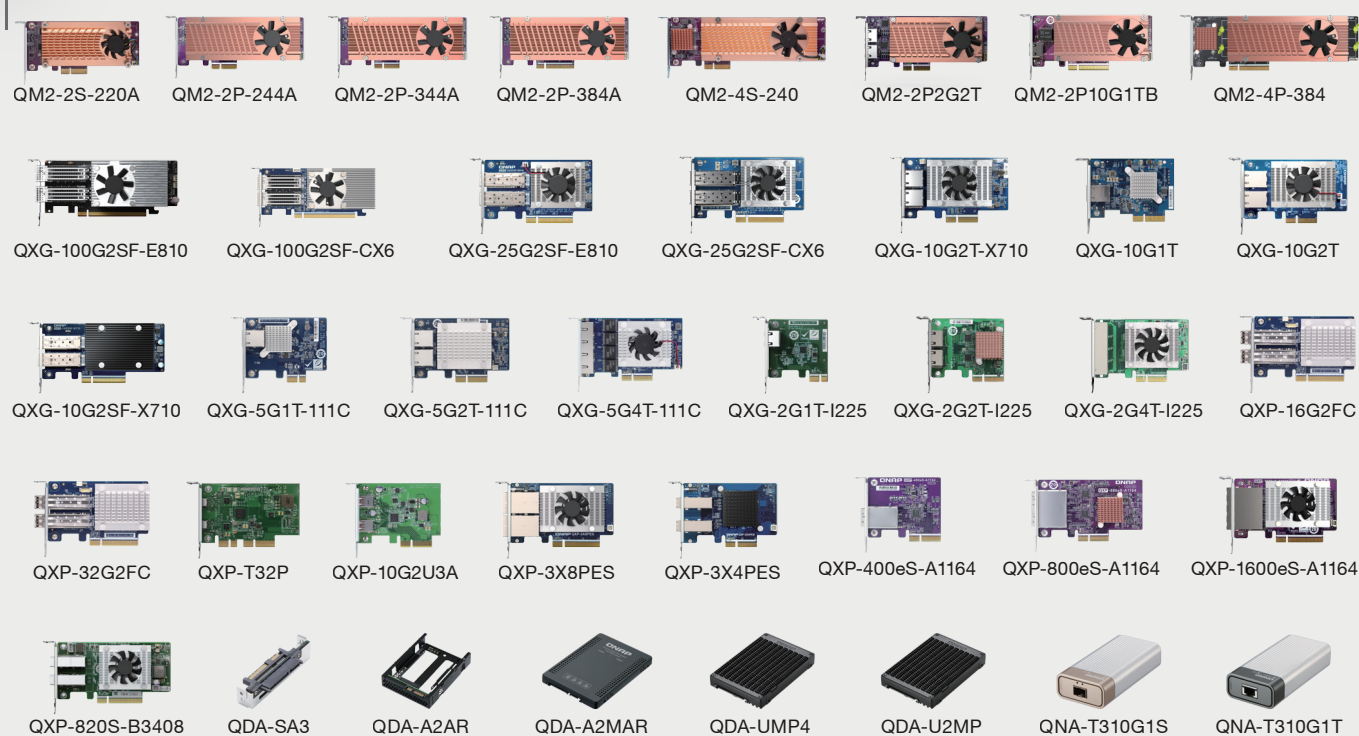 QM2-2S-220A QM2-2P-244A QM2-2P-344A QM2-2P-384A QM2-4S-240 QM2-2P2G2T QM2-2P10G1TB QM2-4P-384
QXG-100G2SF-E810 QXG-100G2SF-CX6 QXG-25G2SF-E810 QXG-25G2SF-CX6 QXG-10G2T-X710 QXG-10G1T QXG-10G2T
QXG-10G2SF-X710 QXG-5G1T-111C QXG-5G2T-111C QXG-5G4T-111C QXG-2G1T-I225 QXG-2G2T-I225 QXG-2G4T-I225 QXP-16G2FC
QXP-32G2FC QXP-T32P QXP-10G2U3A QXP-3X8PES QXP-3X4PES QXP-400eS-A1164 QXP-800eS-A1164 QXP-1600eS-A1164
QNAP
QXP-820S-B3408 QDA-SA3 QDA-A2AR QDA-A2MAR QDA-UMP4 QDA-U2MP QNA-T310G1S QNA-T310G1T